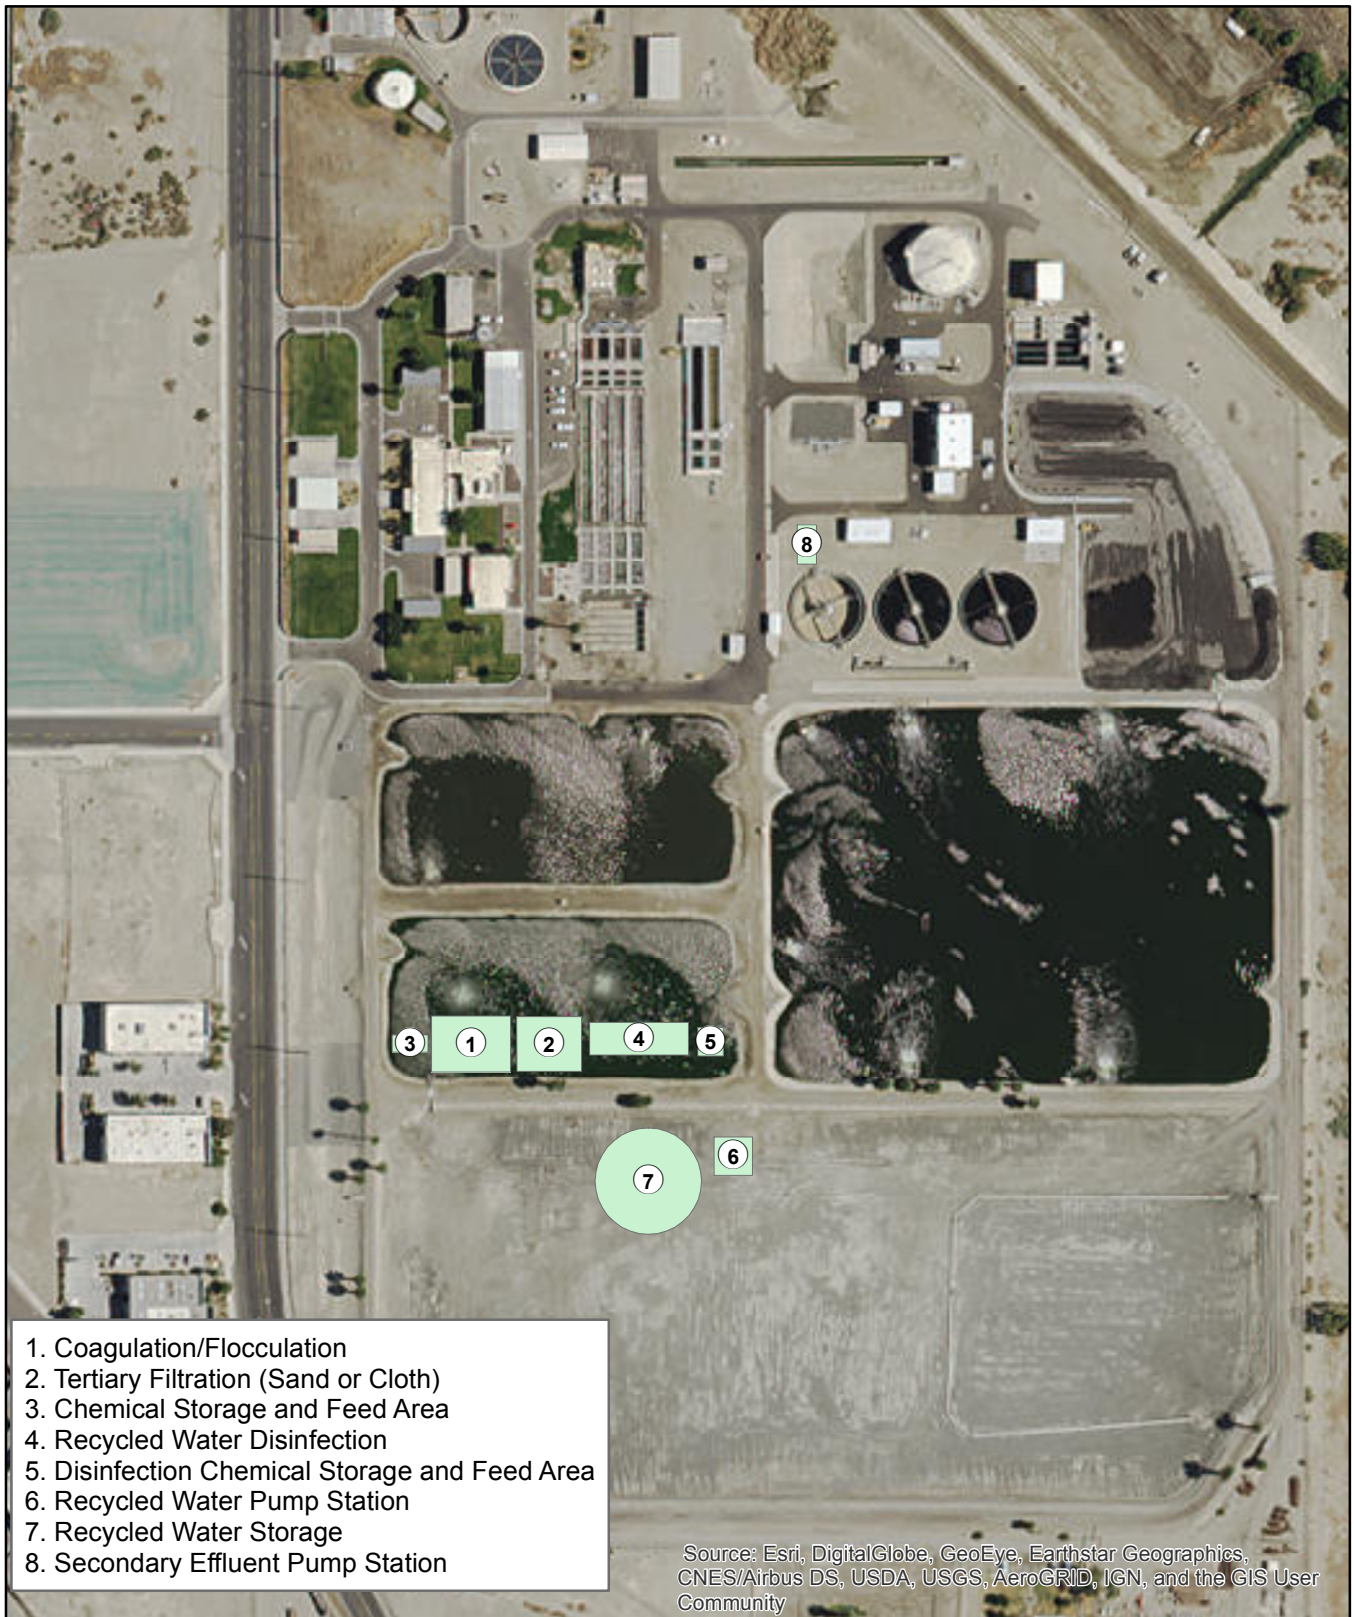 8
3
1
2
4
5
6
7
1. Coagulation/Flocculation
2. Tertiary Filtration (Sand or Cloth)
3. Chemical Storage and Feed Area
4. Recycled Water Disinfection
5. Disinfection Chemical Storage and Feed Area
6. Recycled Water Pump Station
7. Recycled Water Storage
8. Secondary Effluent Pump Station
Source: Esri, DigitalGlobe, GeoEye, Earthstar Geographics,
CNES/Airbus DS, USDA, USGS, AeroGRID, IGN, and the GIS User
Community